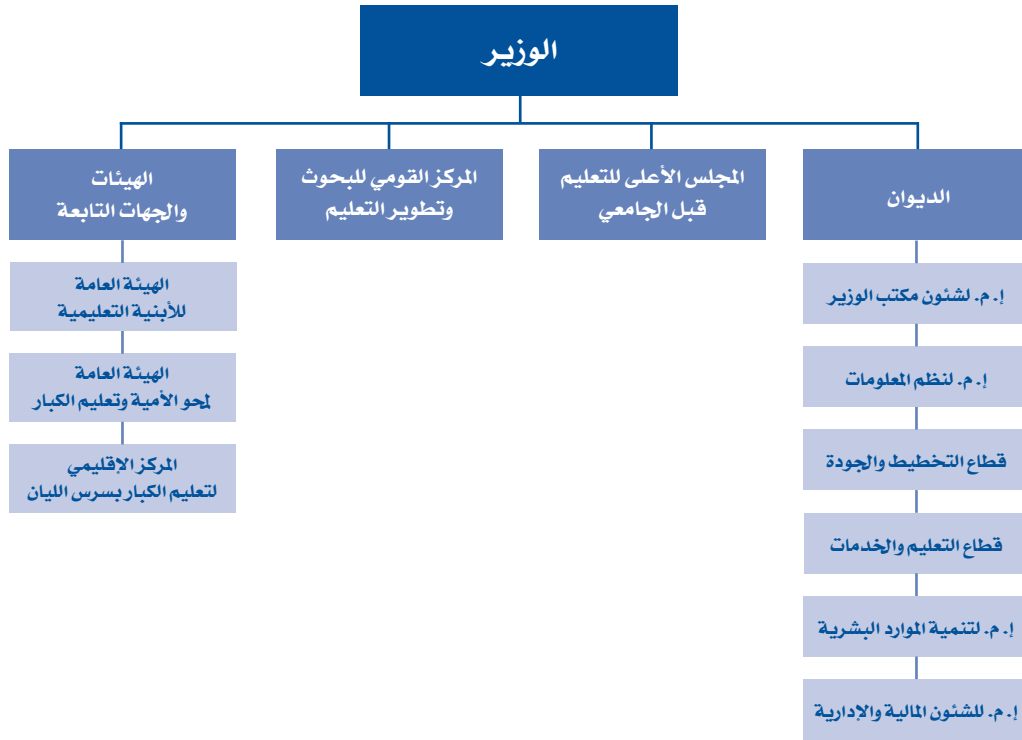 الوزير
الديوان
المجلس الأعلى للتعليم
قبل الجامعي
المركز القومي للبحوث
وتطوير التعليم
الهيئات
والجهات التابعة
إ. م. لشئون مكتب الوزير
إ. م. لنظم المعلومات
قطاع التخطيط والجودة
قطاع التعليم والخدمات
إ. م. لتنمية الموارد البشرية
إ. م. للشئون المالية والإدارية
الهيئة العامة
للأبنية التعليمية
الهيئة العامة
لمحو الأمية وتعليم الكبار
المركز الإقليمي
لتعليم الكبار بسرس الليان